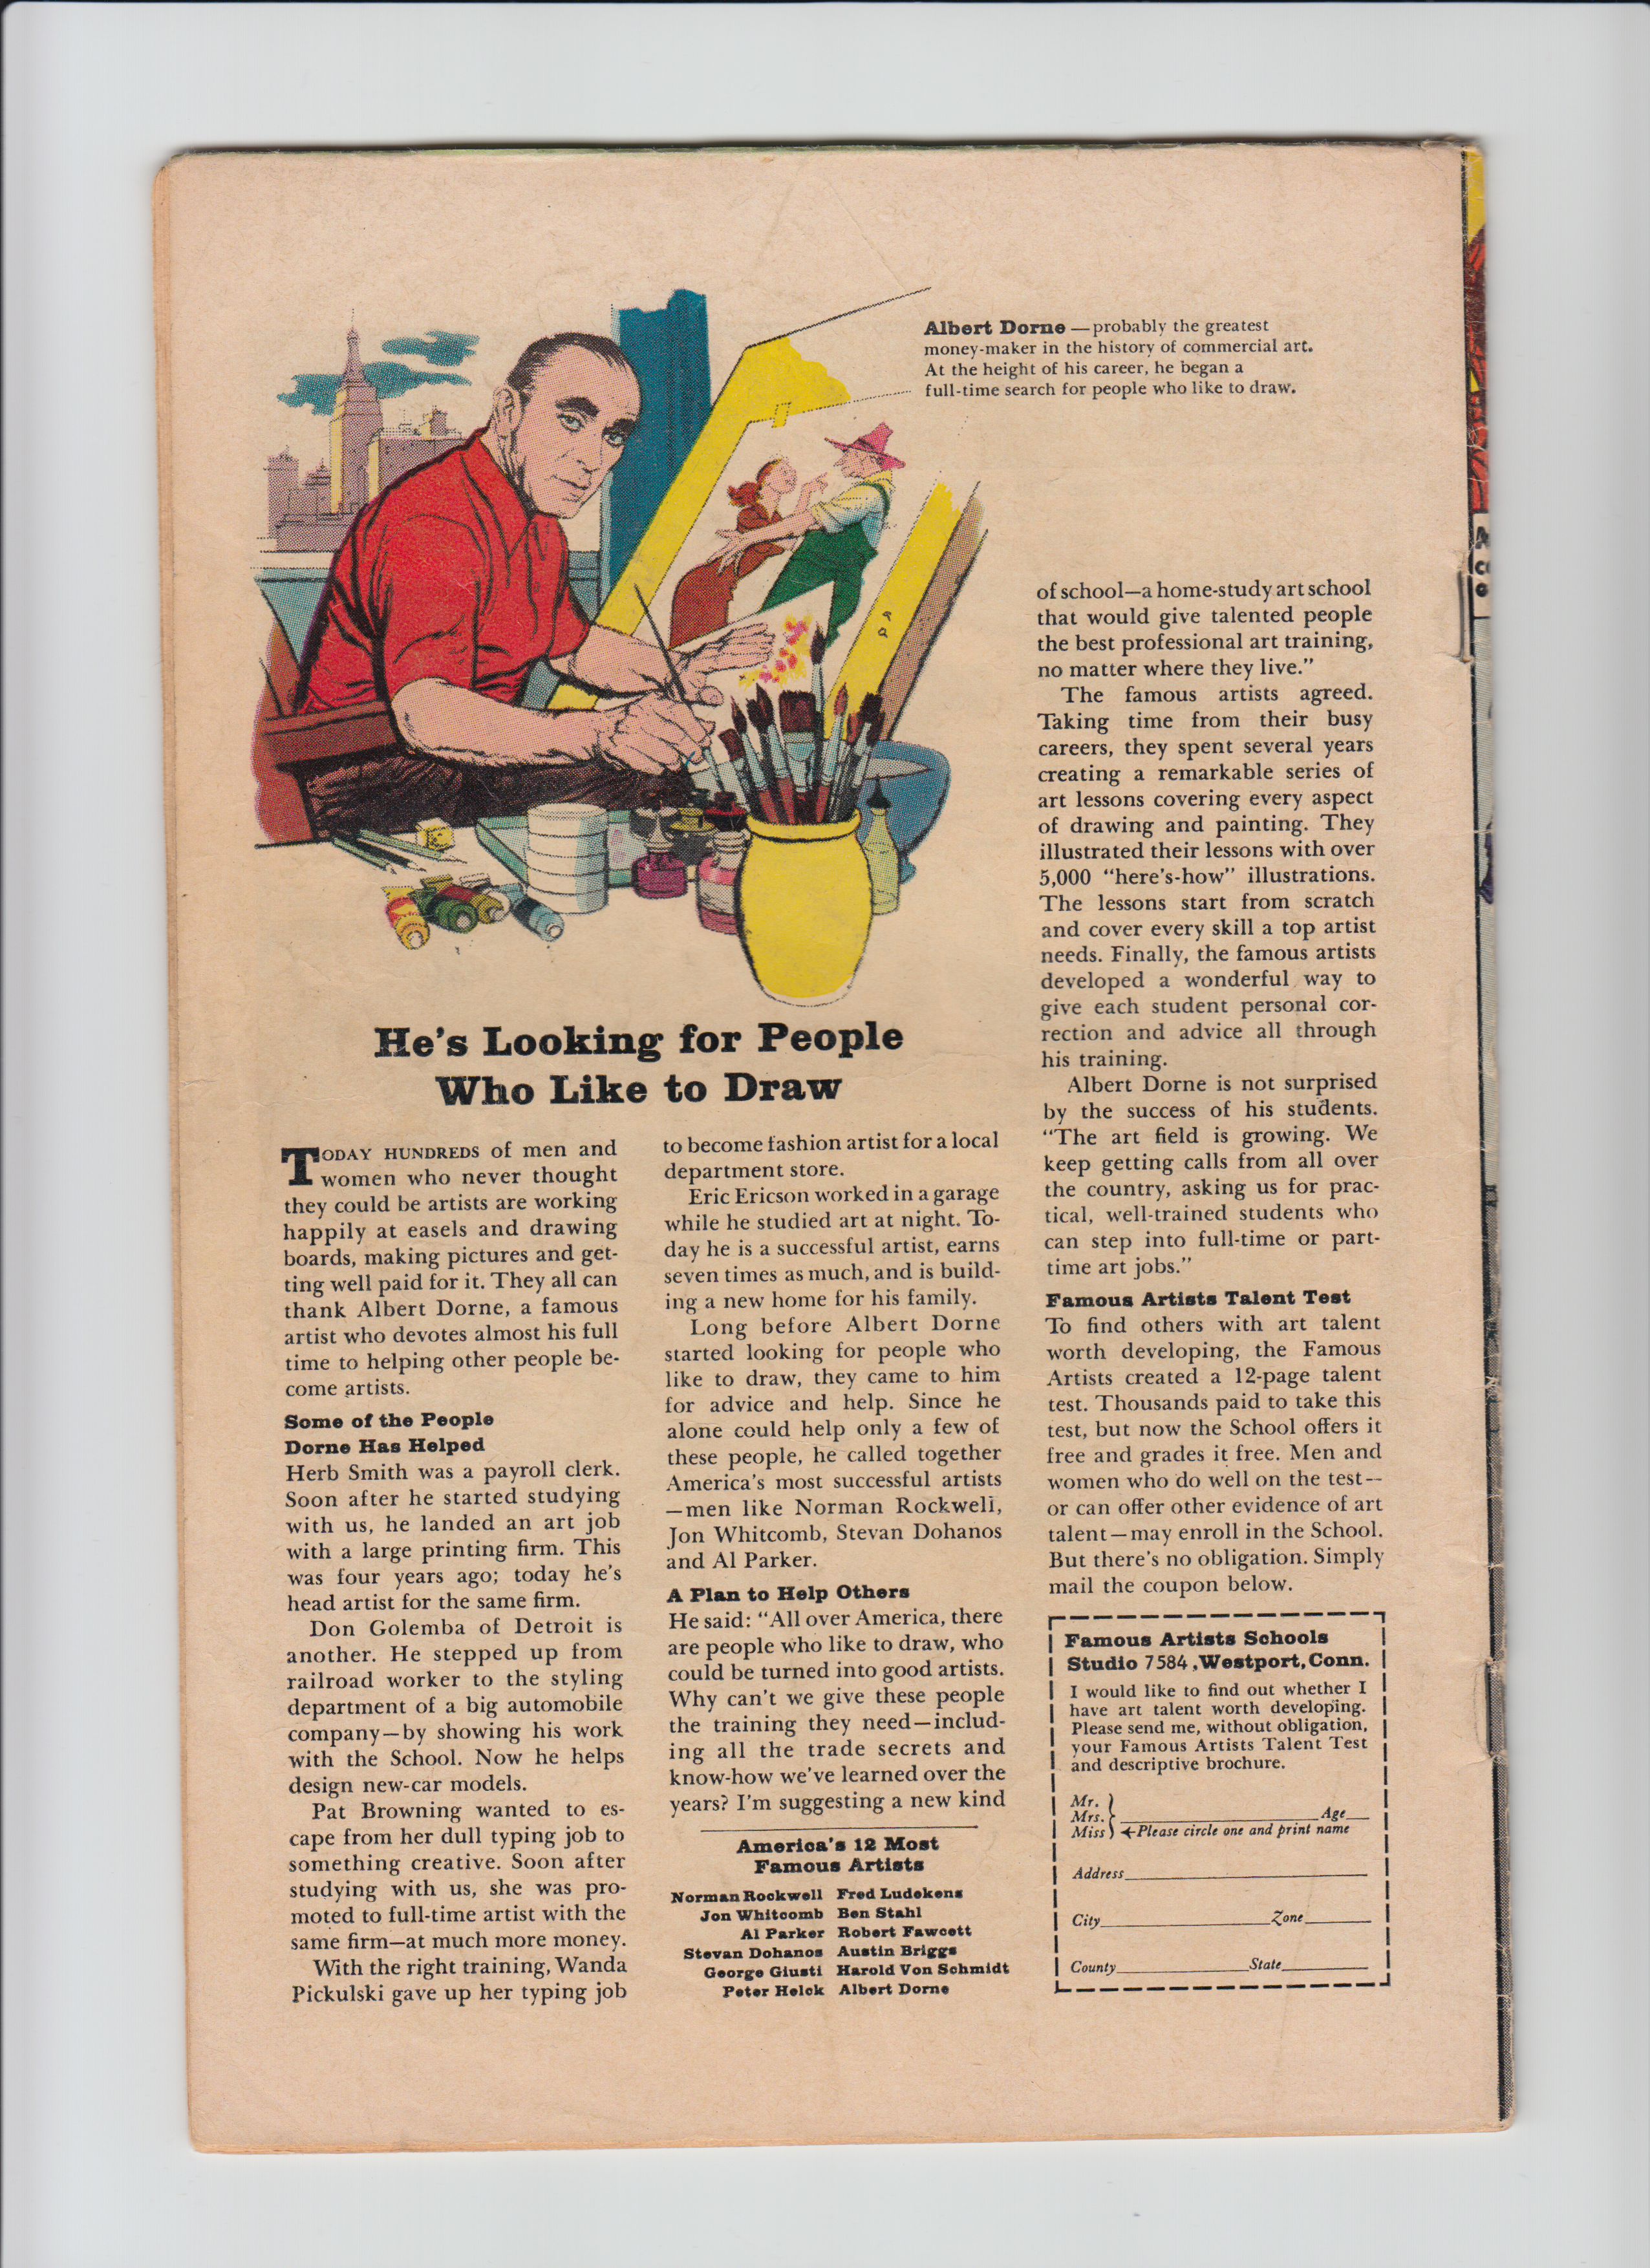 Albert Dorne — probably the greatest
money-maker in the history of commercial art.
At the height of his career, he began a
full-time search for people who like to draw.
He's Looking for People
Who Like to Draw
TODAY HUNDREDS of men and
women who never thought
they could be artists are working
happily at easels and drawing
boards, making pictures and get-
ting well paid for it. They all can
thank Albert Dorne, a famous
artist who devotes almost his full
time to helping other people be-
come artists.
Some of the People
Dorne Has Helped
Herb Smith was a payroll clerk.
Soon after he started studying
with us, he landed an art job
with a large printing firm. This
was four years ago; today he's
head artist for the same firm.
Don Golemba of Detroit is
another. He stepped up from
railroad worker to the styling
department of a big automobile
company—by showing his work
with the School. Now he helps
design new-car models.
Pat Browning wanted to es-
cape from her dull typing job to
something creative. Soon after
studying with us, she was pro-
moted to full-time artist with the
same firm—at much more money.
With the right training, Wanda
Pickulski gave up her typing job
to become fashion artist for a local
department store.
Eric Ericson worked in a garage
while he studied art at night. To-
day he is a successful artist, earns
seven times as much, and is build-
ing a new home for his family.
Long before Albert Dorne
started looking for people who
like to draw, they came to him
for advice and help. Since he
alone could help only a few of
these people, he called together
America's most successful artists
—men like Norman Rockwell,
Jon Whitcomb, Stevan Dohanos
and Al Parker.
A Plan to Help Others
He said: “All over America, there
are people who like to draw, who
could be turned into good artists.
Why can't we give these people
the training they need—includ-
ing all the trade secrets and
know-how we've learned over the
years? I'm suggesting a new kind
America's 12 Most
Famous Artists
Norman Rockwell Fred Ludekens
Jon Whitcomb Ben Stahl
Al Parker Robert Fawcett
Stevan Dohanos Austin Briggs
George Giusti Harold Von Schmidt
Peter Helck Albert Dorne
of school—a home-study art school
that would give talented people
the best professional art training,
no matter where they live.”
The famous artists agreed.
Taking time from their busy
careers, they spent several years
creating a remarkable series of
art lessons covering every aspect
of drawing and painting. They
illustrated their lessons with over
5,000 “here's-how” illustrations.
The lessons start from scratch
and cover every skill a top artist
needs. Finally, the famous artists
developed a wonderful way to
give each student personal cor-
rection and advice all through
his training.
Albert Dorne is not surprised
by the success of his students.
“The art field is growing. We
keep getting calls from all over
the country, asking us for prac-
tical, well-trained students who
can step into full-time or part-
time art jobs.”
Famous Artists Talent Test
To find others with art talent
worth developing, the Famous
Artists created a 12-page talent
test. Thousands paid to take this
test, but now the School offers it
free and grades it free. Men and
women who do well on the test—
or can offer other evidence of art
talent—may enroll in the School.
But there's no obligation. Simply
mail the coupon below.
Famous Artists Schools
Studio 7584, Westport, Conn.
I would like to find out whether I
have art talent worth developing.
Please send me, without obligation,
your Famous Artists Talent Test
and descriptive brochure.
Mr.
Mrs. Age
Miss ←Please circle one and print name
Address
City Zone
County State